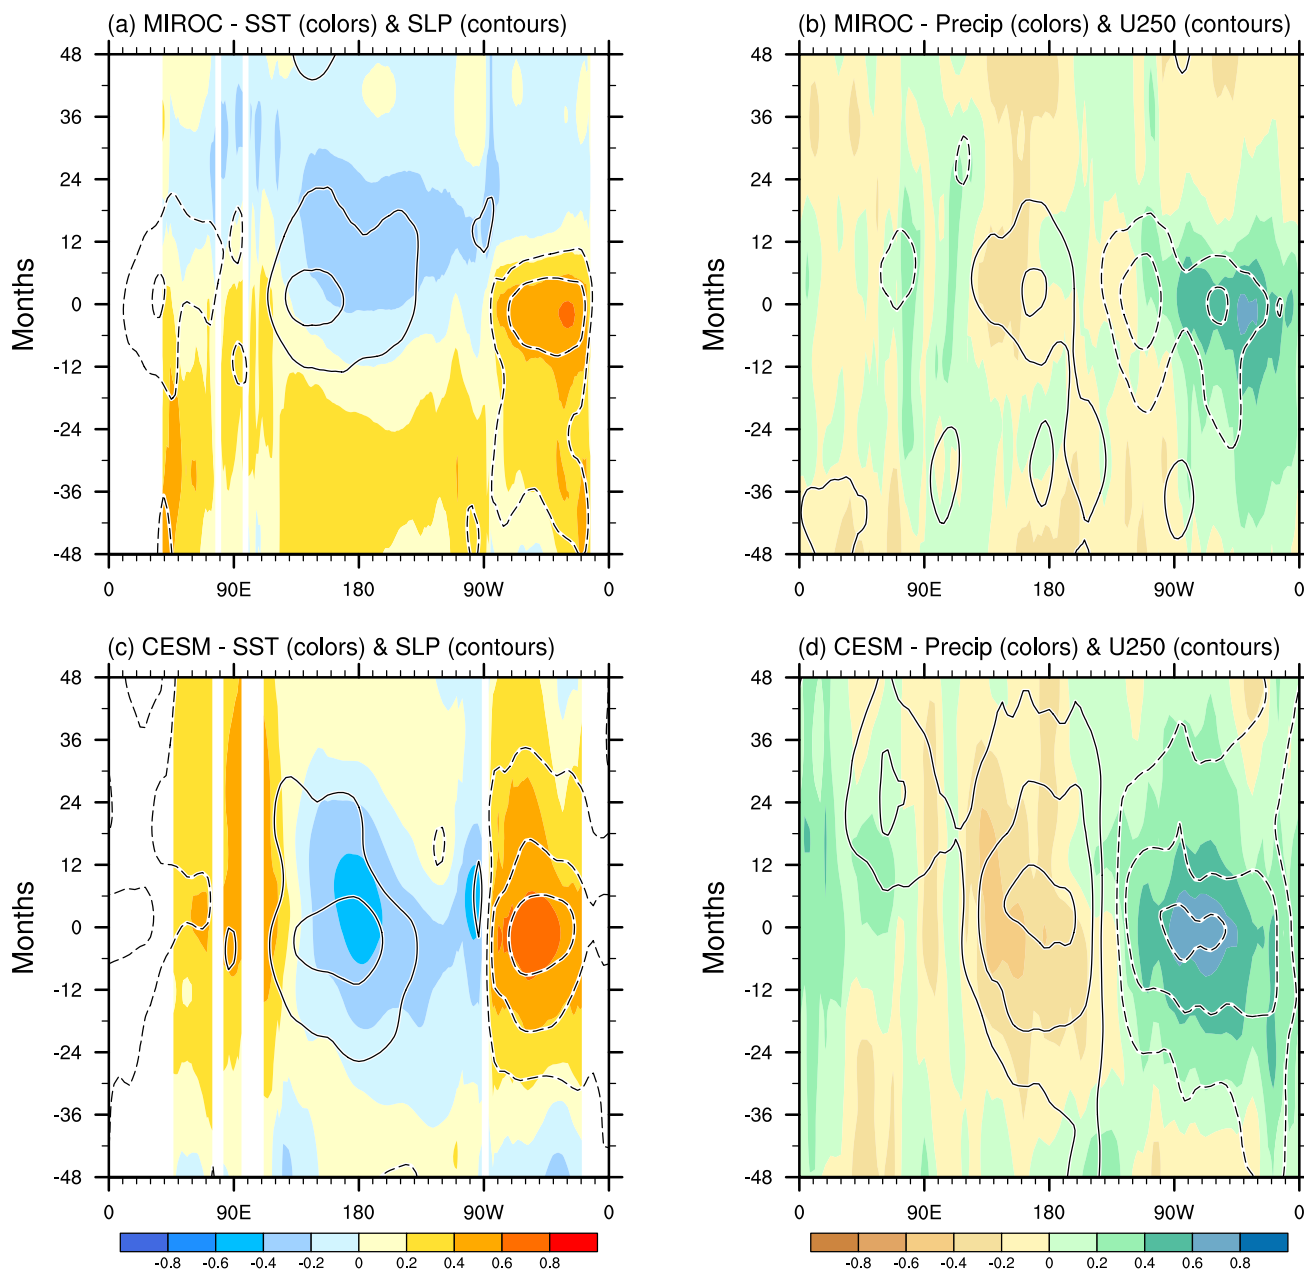 (a) MIROC - SST (colors) & SLP (contours)
(b) MIROC - Precip (colors) & U250 (contours)
48
36
24
12
0
-12
-24
-36
-48
Months
0 90E 180 90W 0
48
36
24
12
0
-12
-24
-36
-48
Months
0 90E 180 90W 0
(c) CESM - SST (colors) & SLP (contours)
(d) CESM - Precip (colors) & U250 (contours)
48
36
24
12
0
-12
-24
-36
-48
Months
0 90E 180 90W 0
48
36
24
12
0
-12
-24
-36
-48
Months
0 90E 180 90W 0
-0.8 -0.6 -0.4 -0.2 0 0.2 0.4 0.6 0.8
-0.8 -0.6 -0.4 -0.2 0 0.2 0.4 0.6 0.8